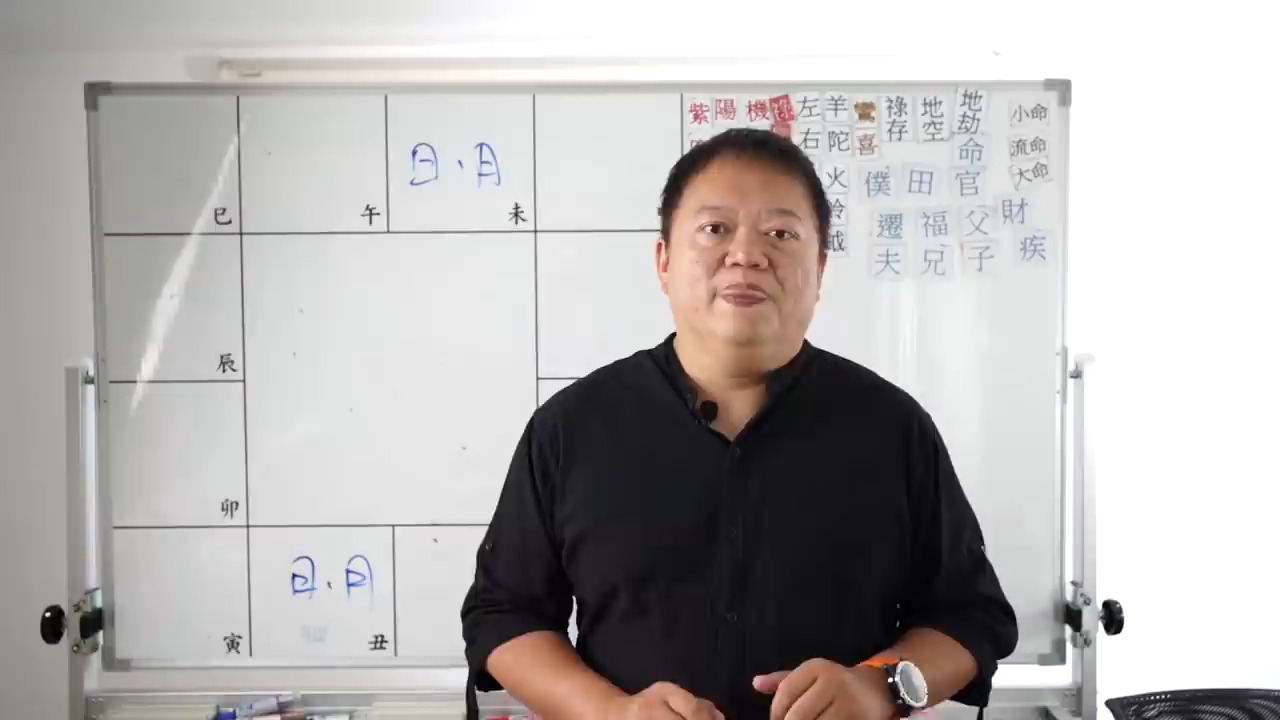 紫 陽 機 左 羊 鸞 祿存 地空 地劫 小命
右 陀 喜 命 流命
火 僕 田 官 大命
日、月
巳 午 未 遷 福 父 財
夫 兄 子 疾
辰
卯
日、月
寅 丑